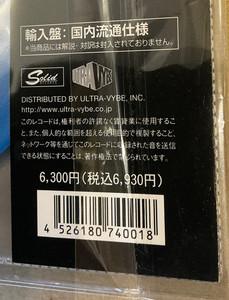 輸入盤:国内流通仕様
*当商品には解説・対訳は封入されておりません。
Solid
ULTRA-VYBE
DISTRIBUTED BY ULTRA-VYBE, INC.
http://www.ultra-vybe.co.jp
このレコードは、権利者の許諾なく賃貸業に使用すること、
また、個人的な範囲を超える使用目的で複製すること、
ネットワーク等を通じてこのレコードに収録された音を送信
できる状態にすることは、著作権法で禁じられています。
6,300円(税込6,930円)
4 526180 740018